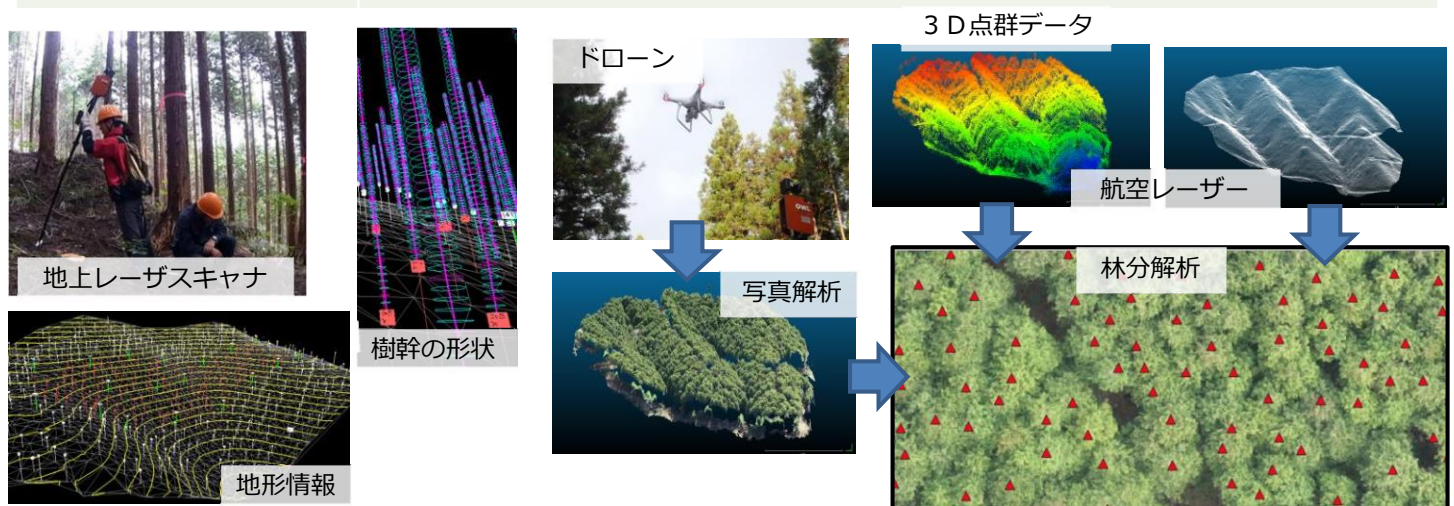 地上レーザスキャナ
地形情報
樹幹の形状
ドローン
OWL
写真解析
３Ｄ点群データ
航空レーザー
林分解析